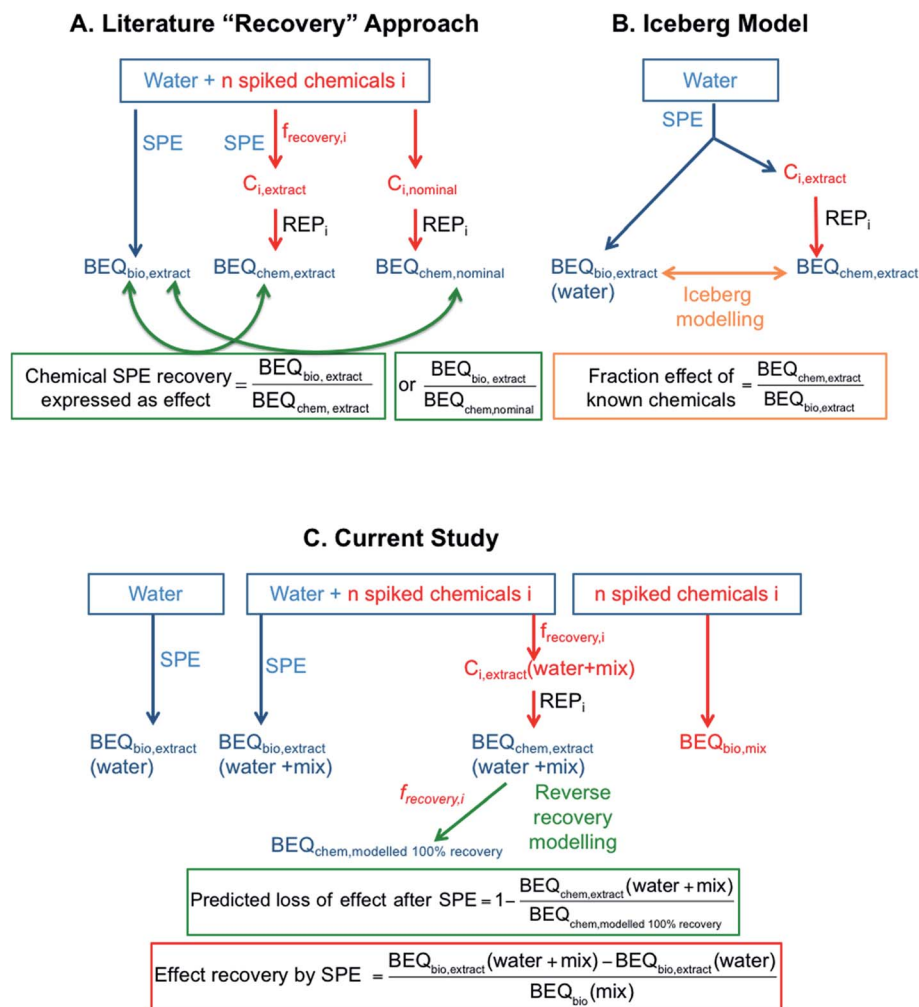 A. Literature “Recovery” Approach
Water + n spiked chemicals i
SPE
SPE
f_recovery,i
C_i,extract
C_i,nominal
REP_i
REP_i
BEQ_bio,extract
BEQ_chem,extract
BEQ_chem,nominal
Chemical SPE recovery expressed as effect = BEQ_bio, extract / BEQ_chem, extract
or BEQ_bio, extract / BEQ_chem,nominal
B. Iceberg Model
Water
SPE
C_i,extract
REP_i
BEQ_bio,extract
(water)
BEQ_chem,extract
Iceberg
modelling
Fraction effect of known chemicals = BEQ_chem,extract / BEQ_bio,extract
C. Current Study
Water
Water + n spiked chemicals i
n spiked chemicals i
SPE
SPE
f_recovery,i
C_i,extract(water+mix)
REP_i
BEQ_bio,extract
(water)
BEQ_bio,extract
(water +mix)
BEQ_chem,extract
(water +mix)
BEQ_bio,mix
f_recovery,i
Reverse
recovery
modelling
BEQ_chem,modelled 100% recovery
Predicted loss of effect after SPE = 1 − BEQ_chem,extract(water + mix) / BEQ_chem,modelled 100% recovery
Effect recovery by SPE = BEQ_bio,extract(water + mix) − BEQ_bio,extract(water) / BEQ_bio(mix)